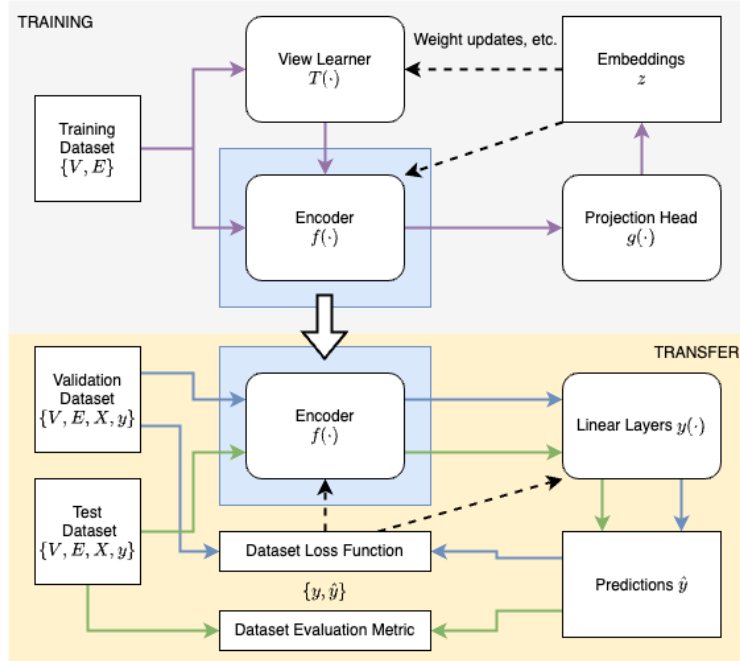 TRAINING
View Learner
T(·)
Weight updates, etc.
Embeddings
z
Training
Dataset
{V, E}
Encoder
f(·)
Projection Head
g(·)
TRANSFER
Validation
Dataset
{V, E, X, y}
Encoder
f(·)
Linear Layers y(·)
Test
Dataset
{V, E, X, y}
Dataset Loss Function
{y, ŷ}
Predictions ŷ
Dataset Evaluation Metric